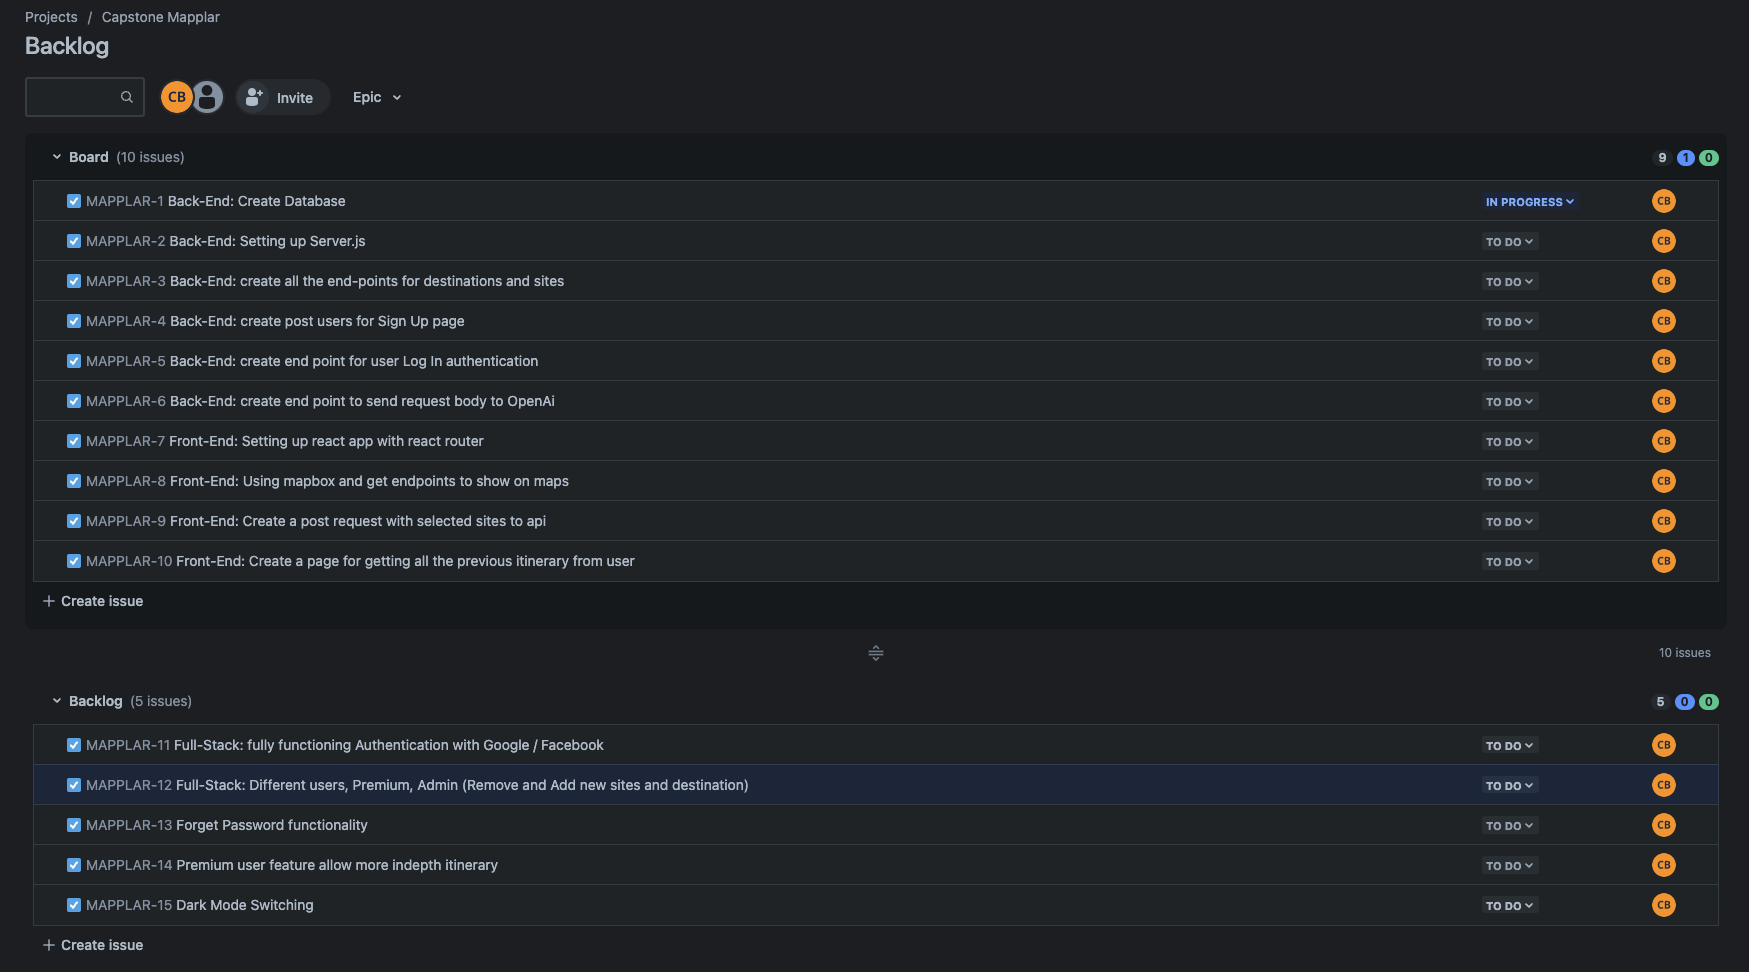 Projects / Capstone Mapplar
Backlog
CB Invite Epic
Board (10 issues) 9 1 0
MAPPLAR-1 Back-End: Create Database IN PROGRESS CB
MAPPLAR-2 Back-End: Setting up Server.js TO DO CB
MAPPLAR-3 Back-End: create all the end-points for destinations and sites TO DO CB
MAPPLAR-4 Back-End: create post users for Sign Up page TO DO CB
MAPPLAR-5 Back-End: create end point for user Log In authentication TO DO CB
MAPPLAR-6 Back-End: create end point to send request body to OpenAi TO DO CB
MAPPLAR-7 Front-End: Setting up react app with react router TO DO CB
MAPPLAR-8 Front-End: Using mapbox and get endpoints to show on maps TO DO CB
MAPPLAR-9 Front-End: Create a post request with selected sites to api TO DO CB
MAPPLAR-10 Front-End: Create a page for getting all the previous itinerary from user TO DO CB
+ Create issue
10 issues
Backlog (5 issues) 5 0 0
MAPPLAR-11 Full-Stack: fully functioning Authentication with Google / Facebook TO DO CB
MAPPLAR-12 Full-Stack: Different users, Premium, Admin (Remove and Add new sites and destination) TO DO CB
MAPPLAR-13 Forget Password functionality TO DO CB
MAPPLAR-14 Premium user feature allow more indepth itinerary TO DO CB
MAPPLAR-15 Dark Mode Switching TO DO CB
+ Create issue